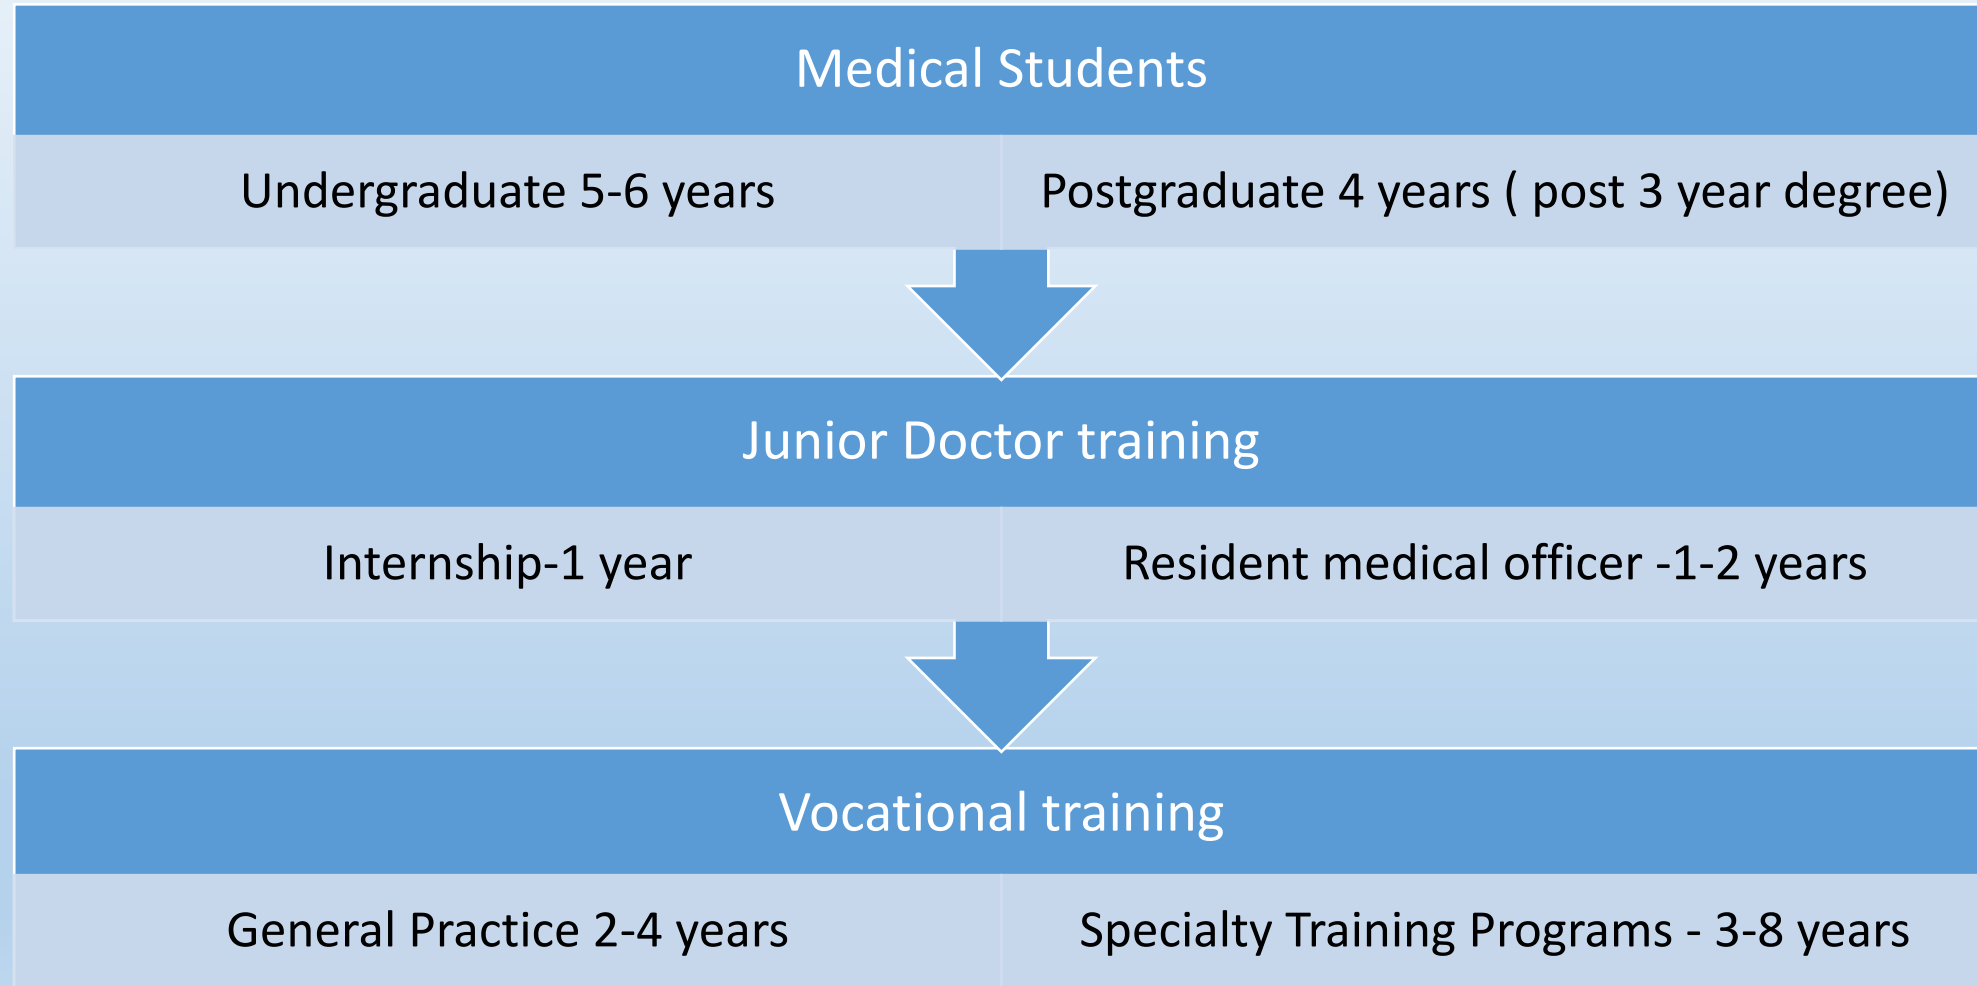 Medical Students
Undergraduate 5-6 years
Postgraduate 4 years ( post 3 year degree)
Junior Doctor training
Internship-1 year
Resident medical officer -1-2 years
Vocational training
General Practice 2-4 years
Specialty Training Programs - 3-8 years